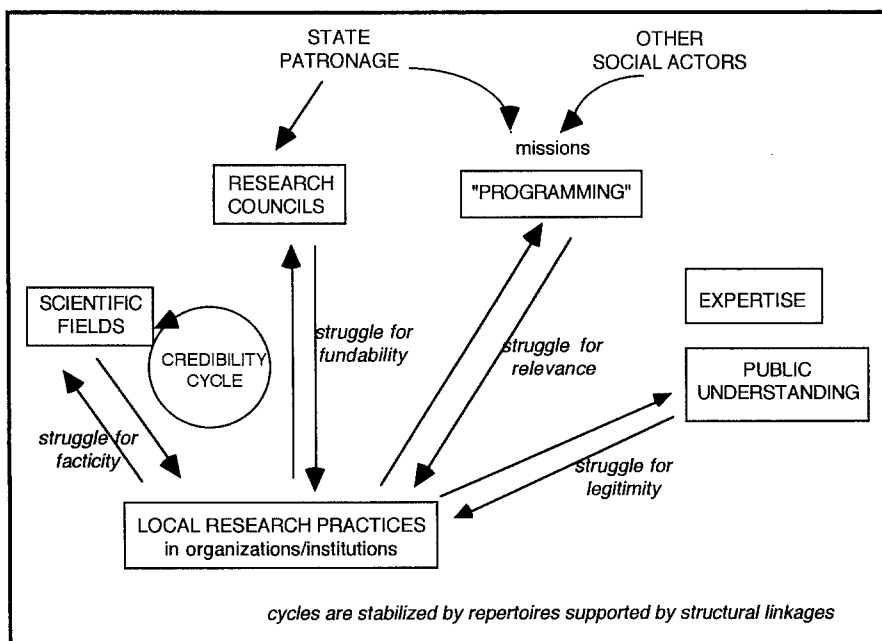 STATE
PATRONAGE
OTHER
SOCIAL ACTORS
missions
RESEARCH
COUNCILS
"PROGRAMMING"
SCIENTIFIC
FIELDS
CREDIBILITY
CYCLE
struggle for
fundability
struggle for
relevance
EXPERTISE
PUBLIC
UNDERSTANDING
struggle for
facticity
struggle for
legitimity
LOCAL RESEARCH PRACTICES
in organizations/institutions
cycles are stabilized by repertoires supported by structural linkages